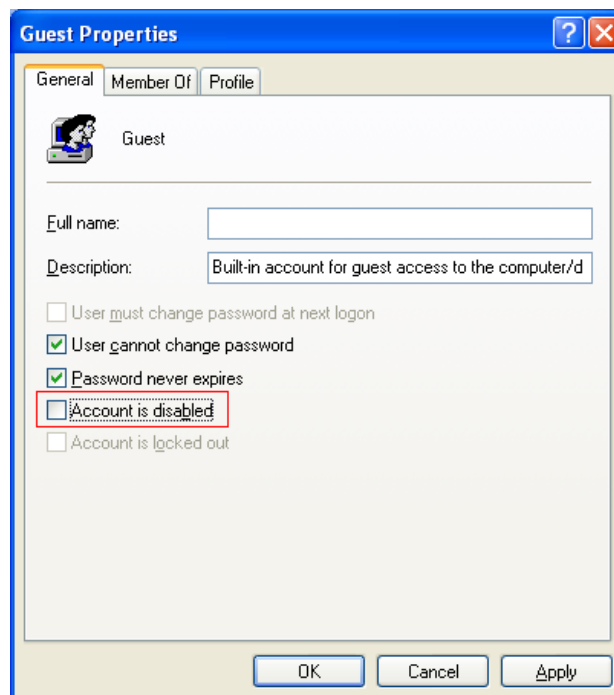 Guest Properties
General Member Of Profile
Guest
Full name:
Description: Built-in account for guest access to the computer/d
User must change password at next logon
User cannot change password
Password never expires
Account is disabled
Account is locked out
OK Cancel Apply